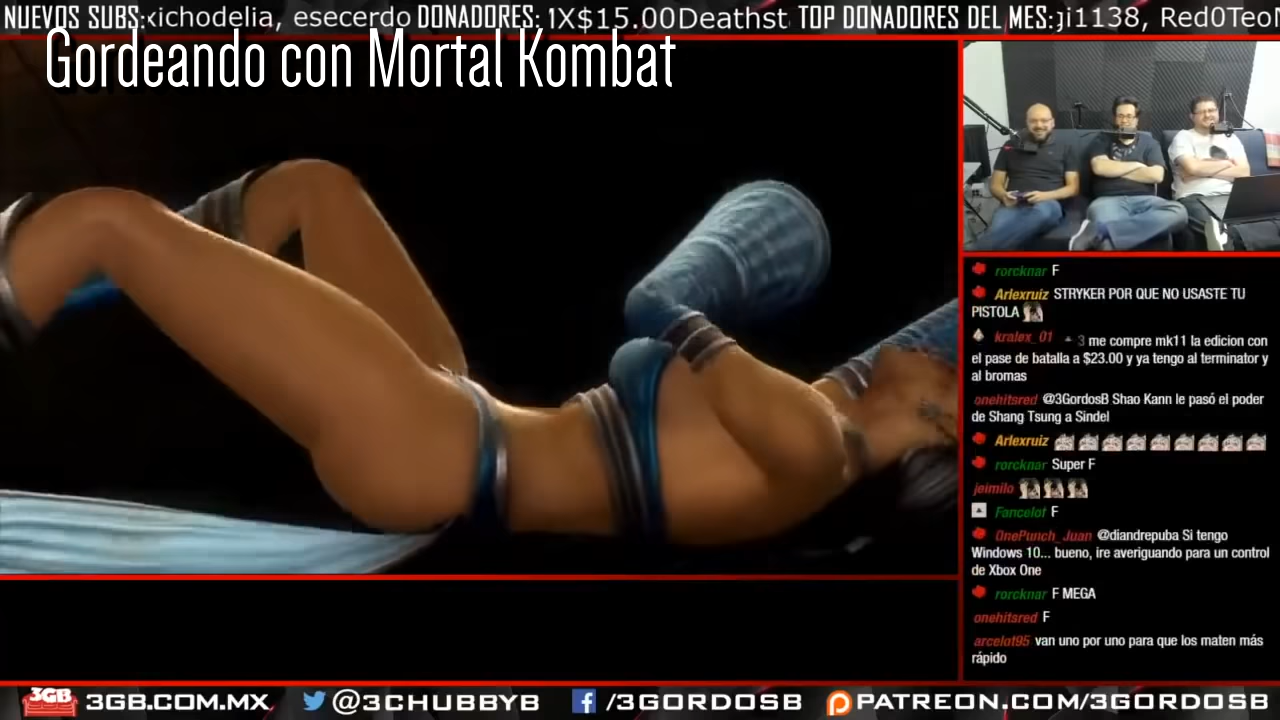 NUEVOS SUBS: xichodelia, esecerdo DONADORES: 1X$15.00Deathst TOP DONADORES DEL MES: gi1138, Red0Teo
Gordeando con Mortal Kombat
rorcknar F
Arlexruiz STRYKER POR QUE NO USASTE TU
PISTOLA
kralex_01 3 me compre mk11 la edicion con
el pase de batalla a $23.00 y ya tengo al terminator y
al bromas
onehitsred @3GordosB Shao Kann le pasó el poder
de Shang Tsung a Sindel
Arlexruiz
rorcknar Super F
jeimilo
Fancelot F
OnePunch_Juan @diandrepuba Si tengo
Windows 10... bueno, ire averiguando para un control
de Xbox One
rorcknar F MEGA
onehitsred F
arcelot95 van uno por uno para que los maten más
rápido
3GB 3GB.COM.MX @3CHUBBYB /3GORDOSB PATREON.COM/3GORDOSB